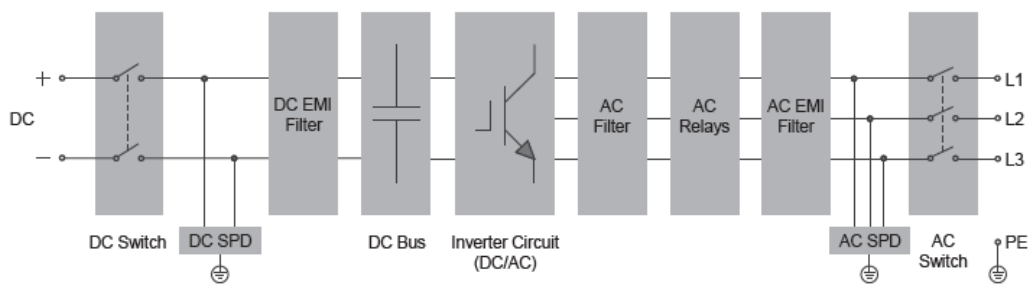 +
DC
−
DC EMI
Filter
AC
Filter
AC
Relays
AC EMI
Filter
L1
L2
L3
DC Switch
DC SPD
DC Bus
Inverter Circuit
(DC/AC)
AC SPD
AC
Switch
PE